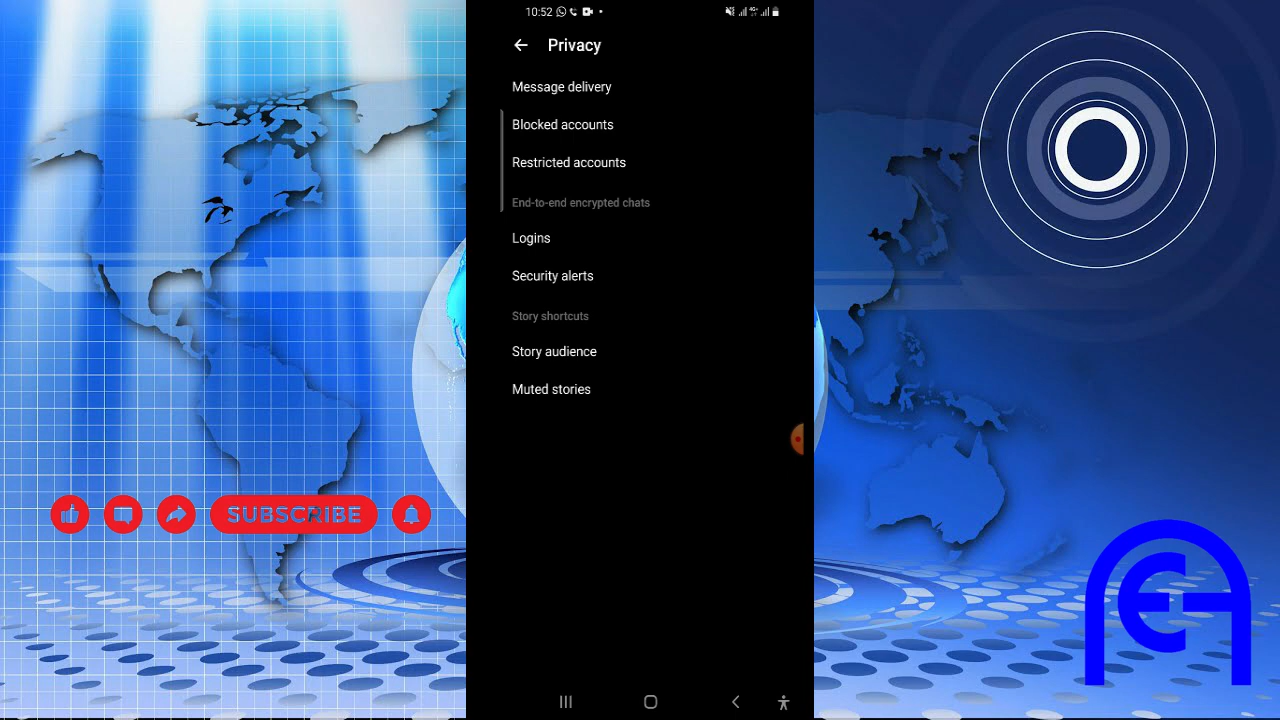 10:52
Privacy
Message delivery
Blocked accounts
Restricted accounts
End-to-end encrypted chats
Logins
Security alerts
Story shortcuts
Story audience
Muted stories
SUBSCRIBE